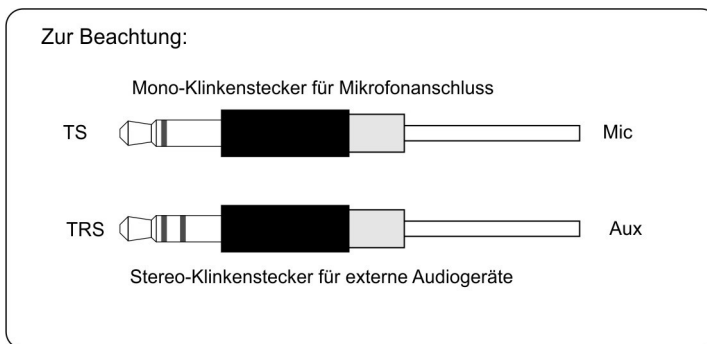 Zur Beachtung:
Mono-Klinkenstecker für Mikrofonanschluss
TS Mic
TRS Aux
Stereo-Klinkenstecker für externe Audiogeräte